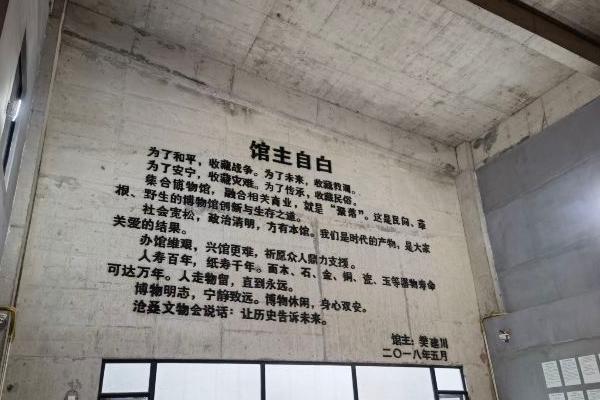 馆主自白
为了和平，收藏战争。为了未来，收藏教训。
为了安宁，收藏灾难。为了传承，收藏民俗。
集合博物馆，融合相关商业，就是“聚落”。这是民间、草
根、野生的博物馆创新与生存之道。
社会宽松，政治清明，方有本馆。我们是时代的产物，是大家
关爱的结果。
办馆维艰，兴馆更难，祈愿众人鼎力支援。
人寿百年，纸寿千年。而木、石、金、铜、瓷、玉等器物寿命
可达万年。人走物留，直到永远。
博物明志，宁静致远。博物休闲，身心双安。
沧桑文物会说话：让历史告诉未来。
馆主：樊建川
二〇一八年五月